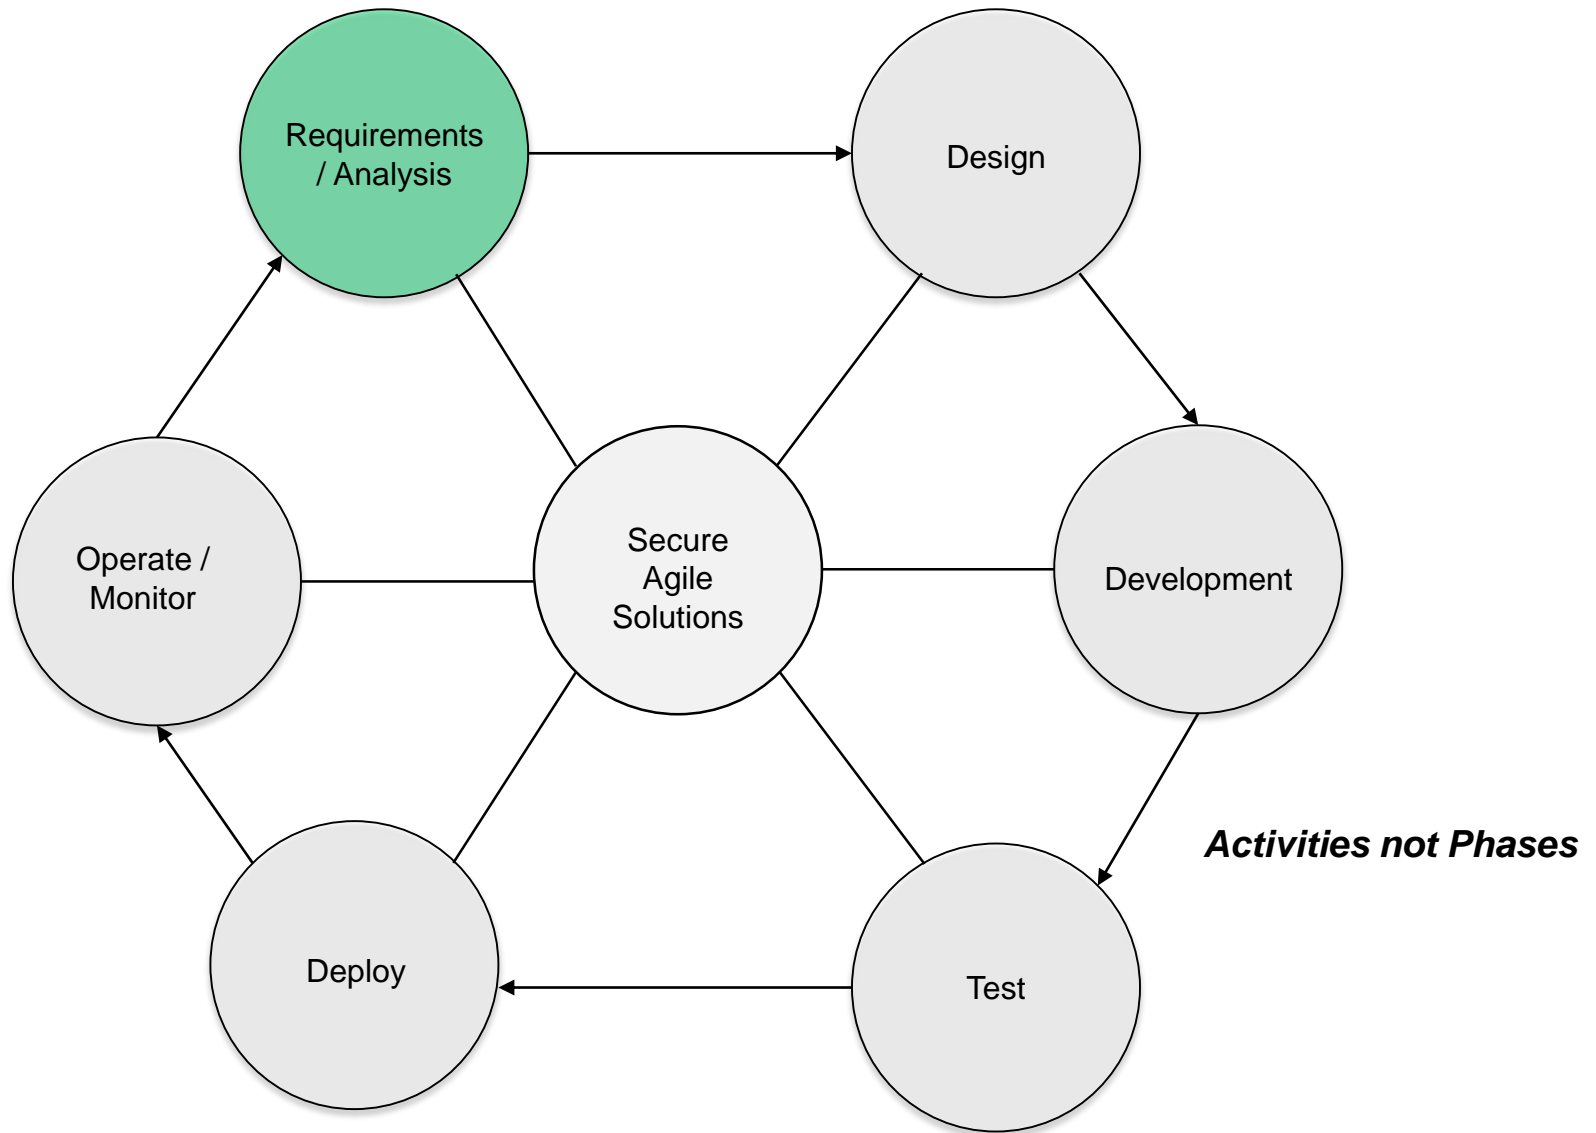 Requirements
/ Analysis
Design
Operate /
Monitor
Secure
Agile
Solutions
Development
Activities not Phases
Deploy
Test